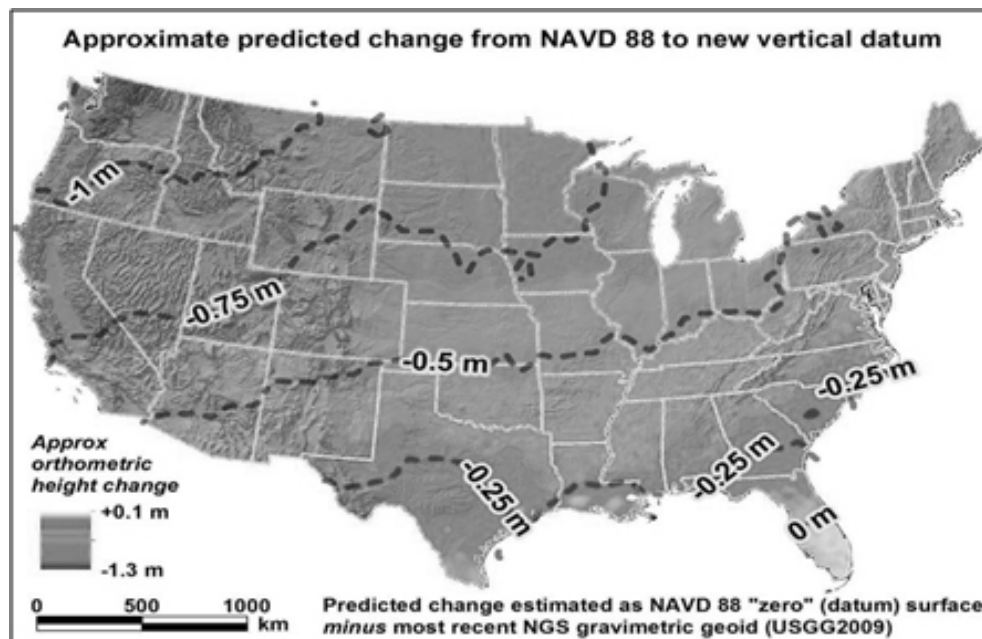 Approximate predicted change from NAVD 88 to new vertical datum
-1 m
-0.75 m
-0.5 m
-0.25 m
-0.25 m
-0.25 m
0 m
Approx
orthometric
height change
+0.1 m
-1.3 m
0 500 1000
km
Predicted change estimated as NAVD 88 "zero" (datum) surface
minus most recent NGS gravimetric geoid (USGG2009)